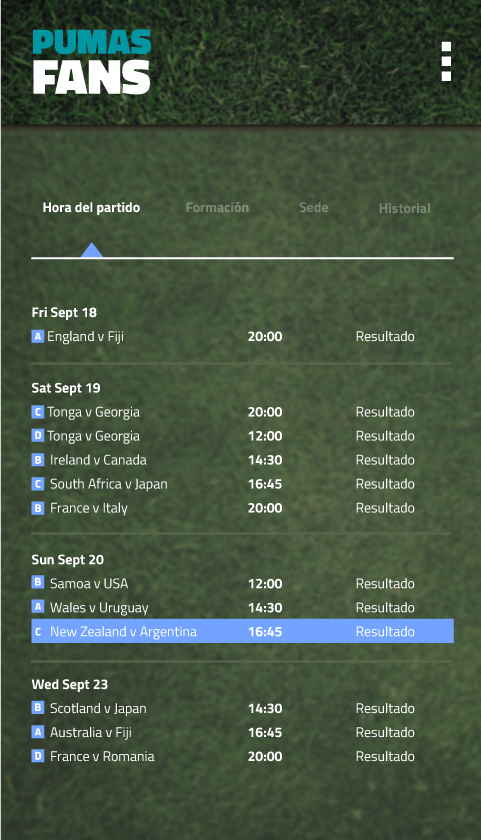 PUMAS
FANS
Hora del partido Formación Sede Historial
Fri Sept 18
A England v Fiji 20:00 Resultado
Sat Sept 19
C Tonga v Georgia 20:00 Resultado
D Tonga v Georgia 12:00 Resultado
B Ireland v Canada 14:30 Resultado
C South Africa v Japan 16:45 Resultado
B France v Italy 20:00 Resultado
Sun Sept 20
B Samoa v USA 12:00 Resultado
A Wales v Uruguay 14:30 Resultado
C New Zealand v Argentina 16:45 Resultado
Wed Sept 23
B Scotland v Japan 14:30 Resultado
A Australia v Fiji 16:45 Resultado
D France v Romania 20:00 Resultado